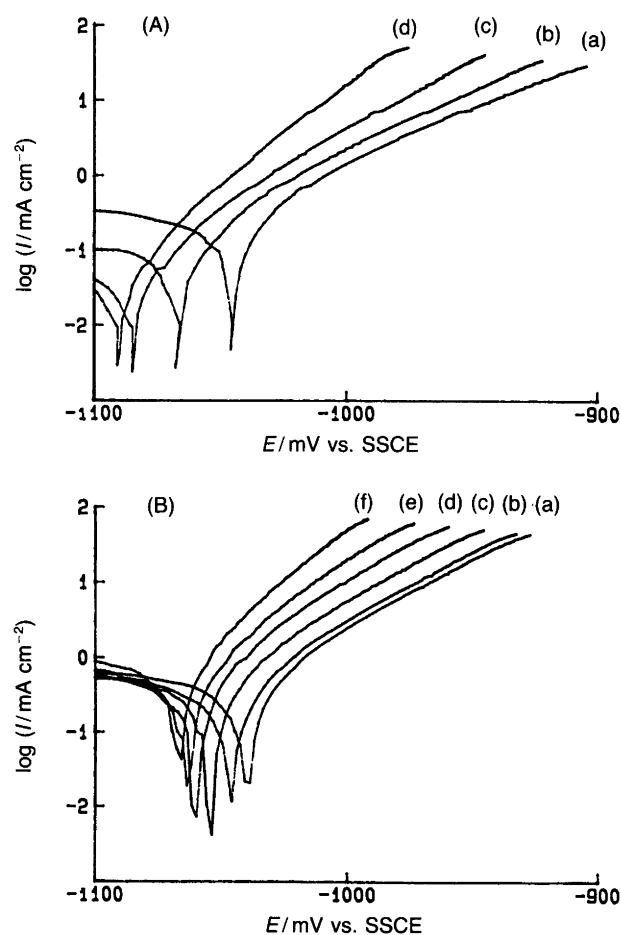 2
(A)
(d)
(c)
(b)
(a)
1
0
-1
-2
log (I/mA cm⁻²)
-1100
-1000
-900
E/mV vs. SSCE
2
(B)
(f)
(e)
(d)
(c)
(b)
(a)
1
0
-1
-2
log (I/mA cm⁻²)
-1100
-1000
-900
E/mV vs. SSCE